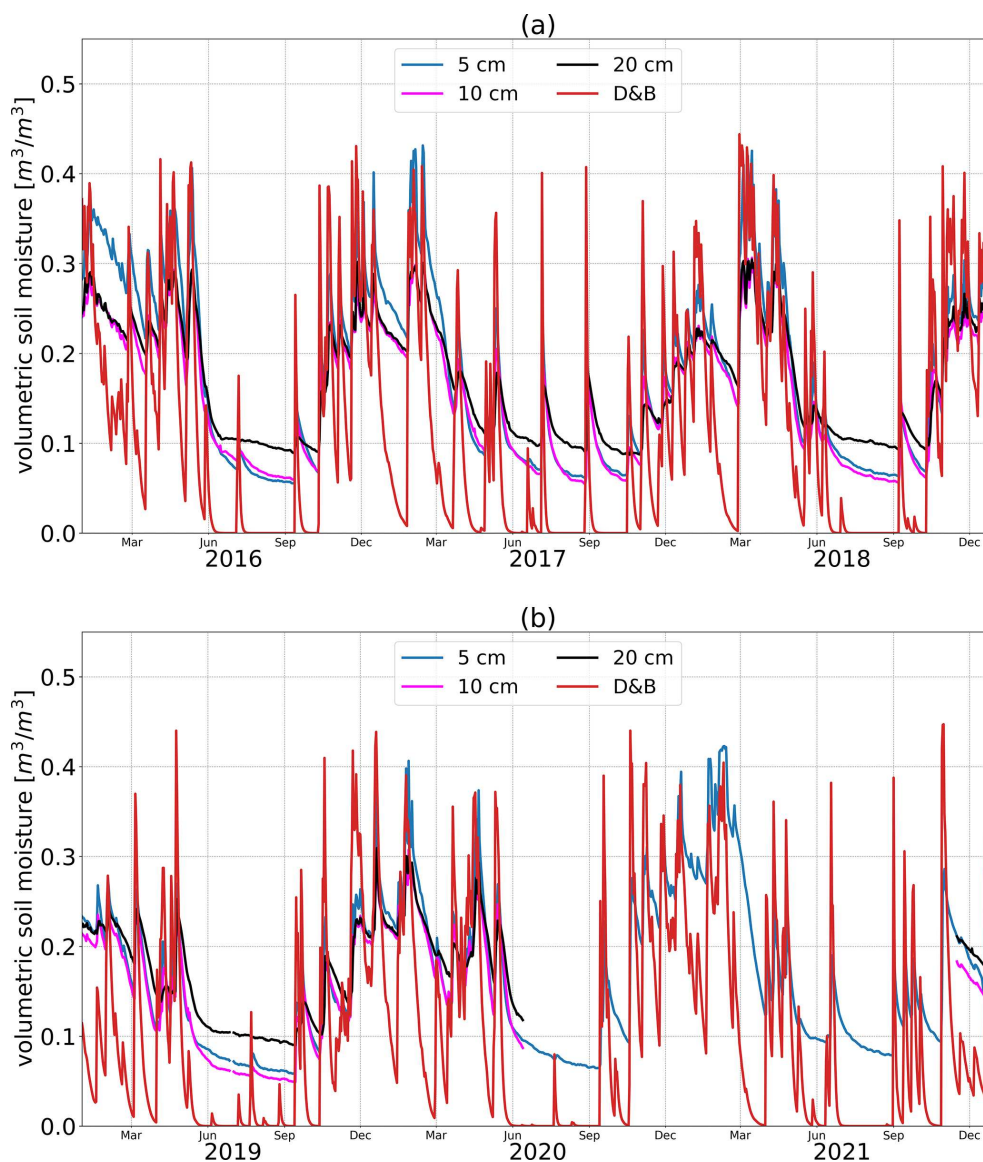 (a)
volumetric soil moisture [m³/m³]
5 cm 20 cm
10 cm D&B
0.5
0.4
0.3
0.2
0.1
0.0
Mar Jun Sep Dec Mar Jun Sep Dec Mar Jun Sep Dec
2016 2017 2018
(b)
volumetric soil moisture [m³/m³]
5 cm 20 cm
10 cm D&B
0.5
0.4
0.3
0.2
0.1
0.0
Mar Jun Sep Dec Mar Jun Sep Dec Mar Jun Sep Dec
2019 2020 2021